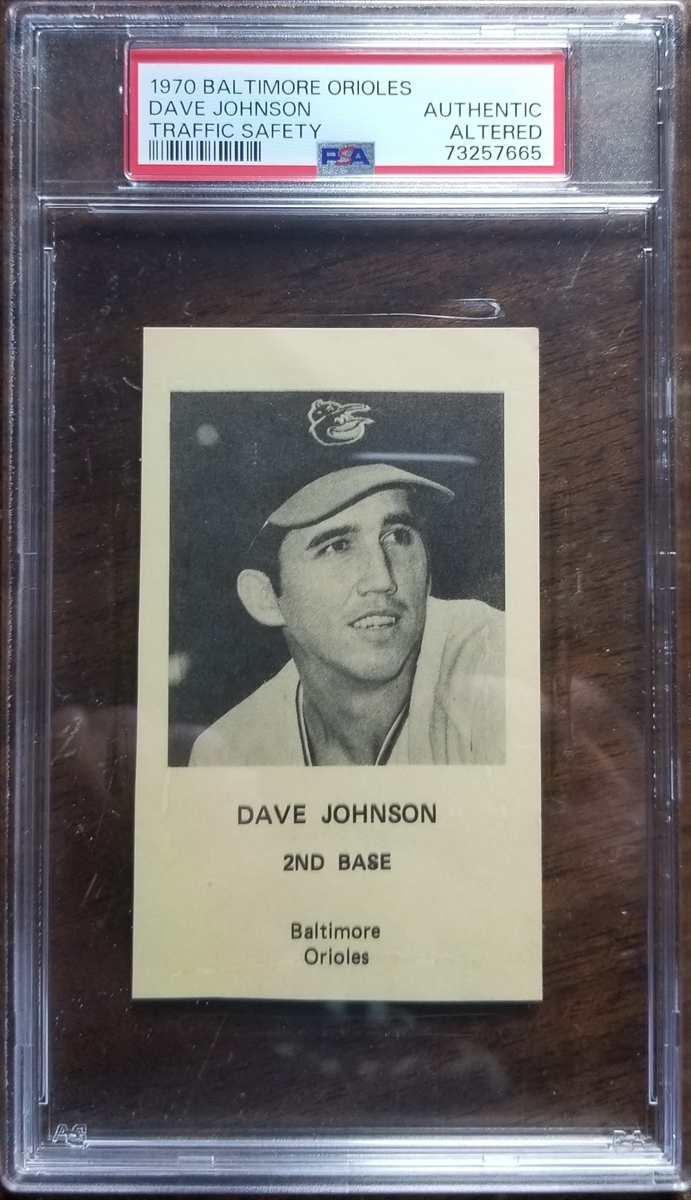 1970 BALTIMORE ORIOLES
DAVE JOHNSON AUTHENTIC
TRAFFIC SAFETY ALTERED
PSA 73257665
DAVE JOHNSON
2ND BASE
Baltimore
Orioles